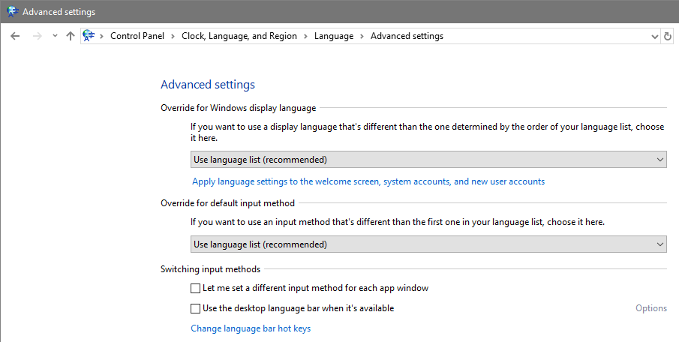 Advanced settings
Control Panel > Clock, Language, and Region > Language > Advanced settings
Advanced settings
Override for Windows display language
If you want to use a display language that's different than the one determined by the order of your language list, choose
it here.
Use language list (recommended)
Apply language settings to the welcome screen, system accounts, and new user accounts
Override for default input method
If you want to use an input method that's different than the first one in your language list, choose it here.
Use language list (recommended)
Switching input methods
Let me set a different input method for each app window
Use the desktop language bar when it's available Options
Change language bar hot keys